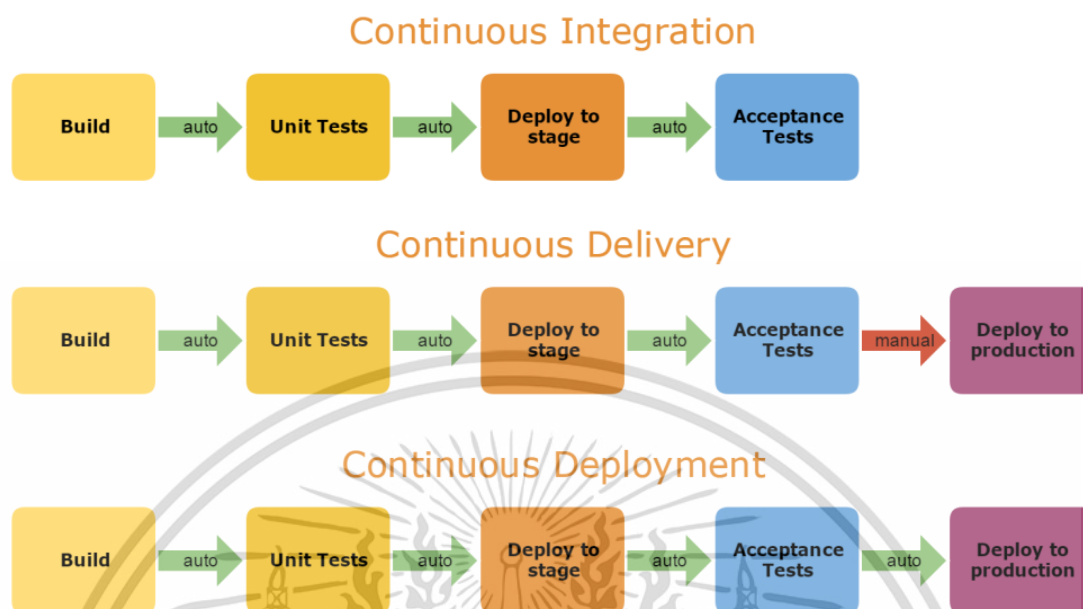 Continuous Integration
Build
auto
Unit Tests
auto
Deploy to
stage
auto
Acceptance
Tests
Continuous Delivery
Build
auto
Unit Tests
auto
Deploy to
stage
auto
Acceptance
Tests
manual
Deploy to
production
Continuous Deployment
Build
auto
Unit Tests
auto
Deploy to
stage
auto
Acceptance
Tests
auto
Deploy to
production